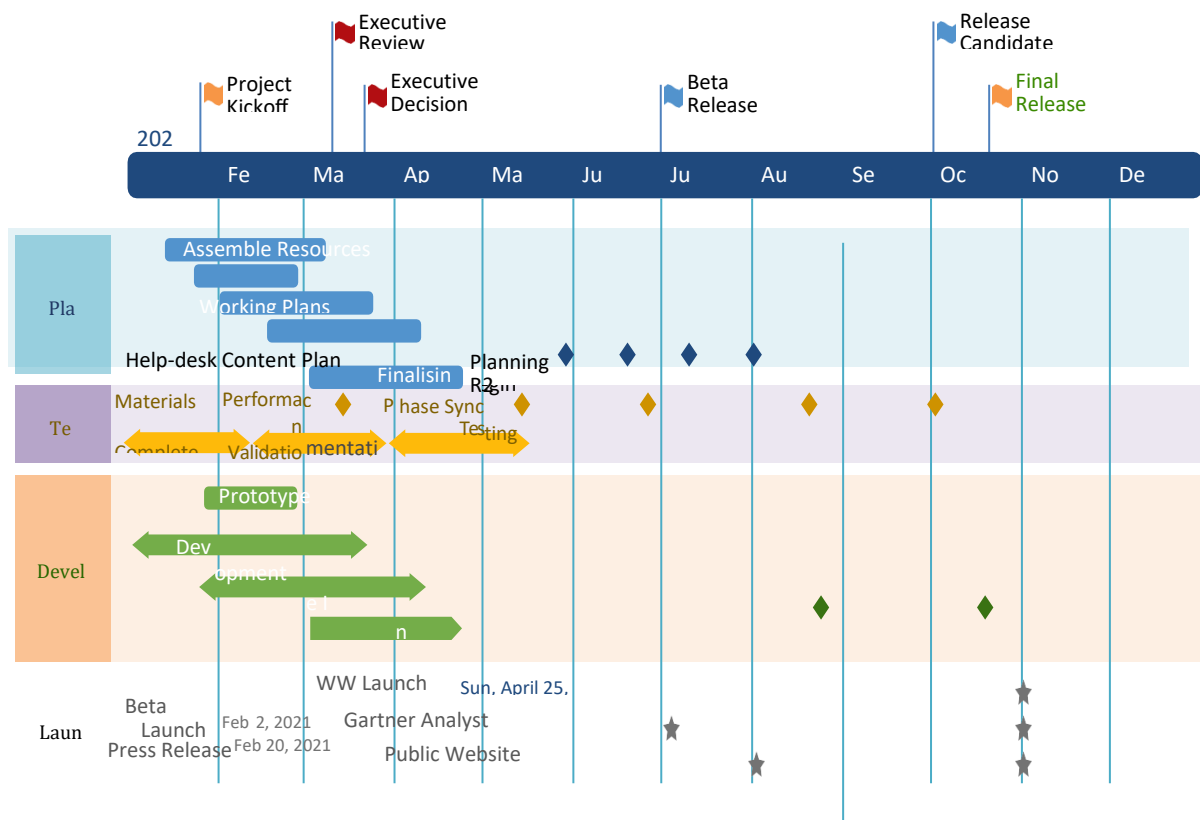 Executive
Review
Release
Candidate
Project
Kickoff
Executive
Decision
Beta
Release
Final
Release
202
Fe
Ma
Ap
Ma
Ju
Ju
Au
Se
Oc
No
De
Assemble Resources
Pla
Working Plans
Help-desk Content Plan
Planning
Finalisin
Te
Materials
Performac
n
Phase Sync
Testing
Complete
Validatio
mentati
Prototype
Devel
Dev
opment
n
WW Launch
Sun, April 25,
Beta
Launch
Feb 2, 2021
Gartner Analyst
Laun
Press Release
Feb 20, 2021
Public Website